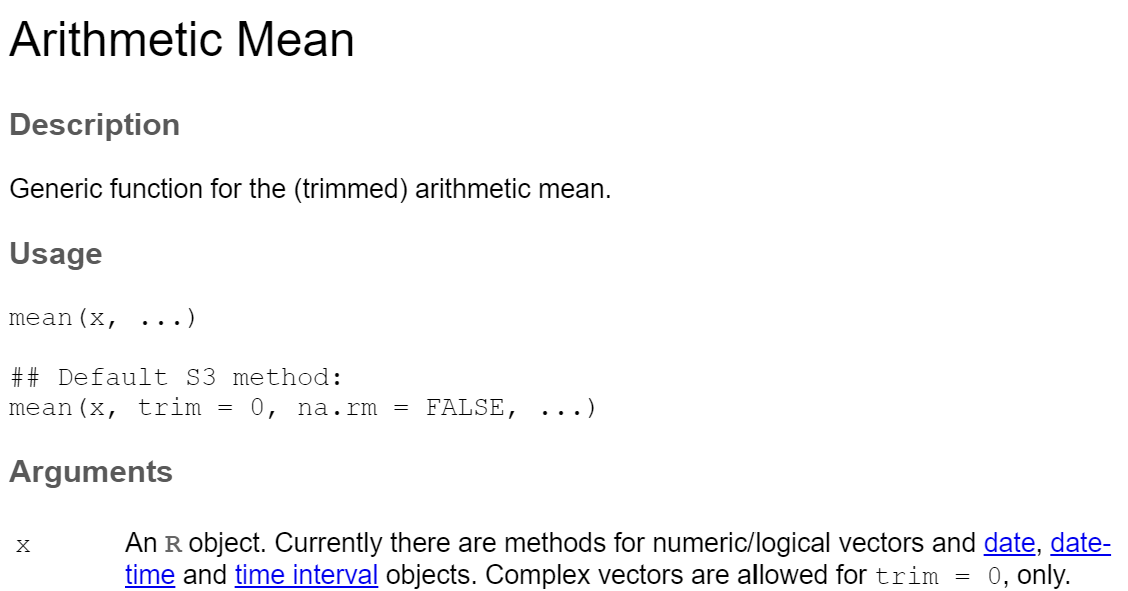 Arithmetic Mean
Description
Generic function for the (trimmed) arithmetic mean.
Usage
mean(x, ...)
## Default S3 method:
mean(x, trim = 0, na.rm = FALSE, ...)
Arguments
x An R object. Currently there are methods for numeric/logical vectors and date, date-
time and time interval objects. Complex vectors are allowed for trim = 0, only.